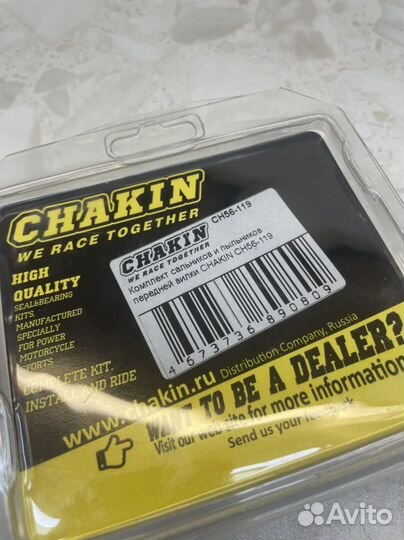 CHAKIN
WE RACE TOGETHER
HIGH
QUALITY
SEAL&BEARING
KITS.
MANUFACTURED
SPECIALLY
FOR POWER
MOTORCYCLE
SPORTS
COMPLETE KIT.
INSTALL AND RIDE
CHAKIN
WE RACE TOGETHER
CH56-119
Комплект сальников и пыльников
передней вилки CHAKIN CH56-119
4 673736 890809
Distribution Company, Russia
www.chakin.ru
WANT TO BE A DEALER?
Visit our web site for more information
Send us your feedback
Avito